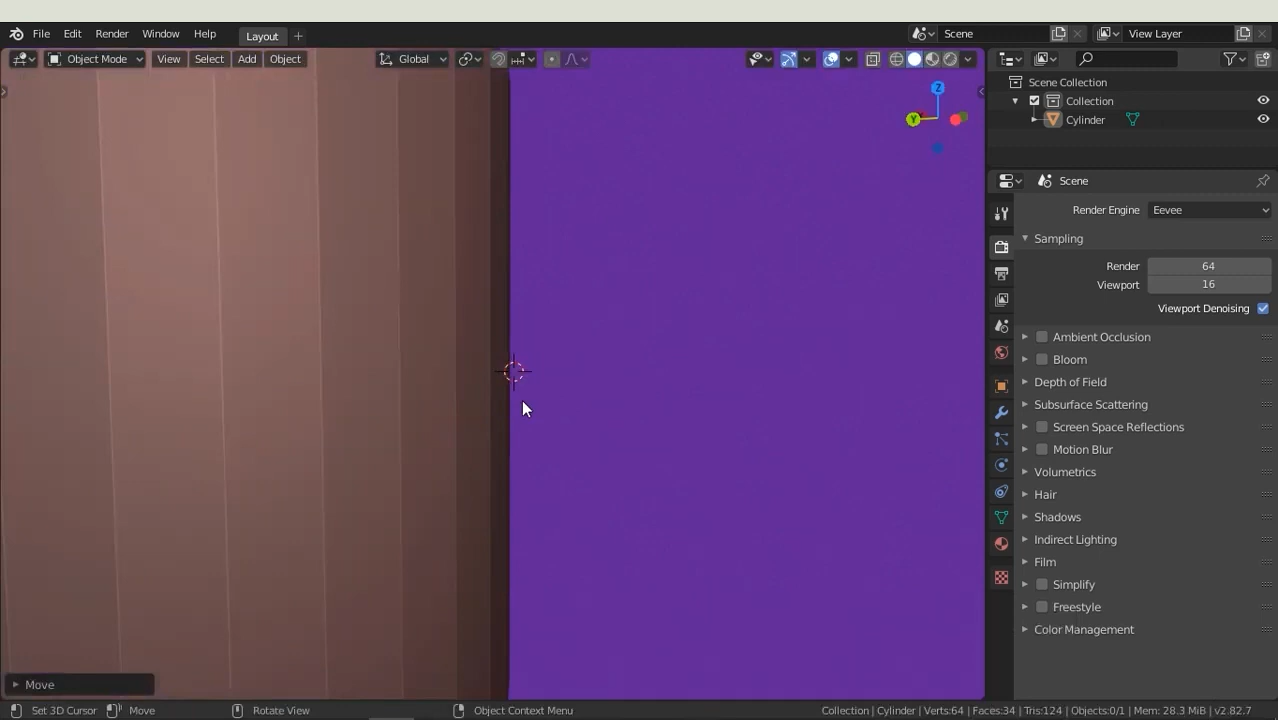 File Edit Render Window Help Layout + Scene View Layer
Object Mode View Select Add Object Global
Scene Collection
Collection
Cylinder
Z
Y
Scene
Render Engine Eevee
Sampling
Render 64
Viewport 16
Viewport Denoising
Ambient Occlusion
Bloom
Depth of Field
Subsurface Scattering
Screen Space Reflections
Motion Blur
Volumetrics
Hair
Shadows
Indirect Lighting
Film
Simplify
Freestyle
Color Management
Move
Set 3D Cursor Move Rotate View Object Context Menu Collection | Cylinder | Verts:64 | Faces:34 | Tris:124 | Objects:0/1 | Mem: 28.3 MiB | v2.82.7